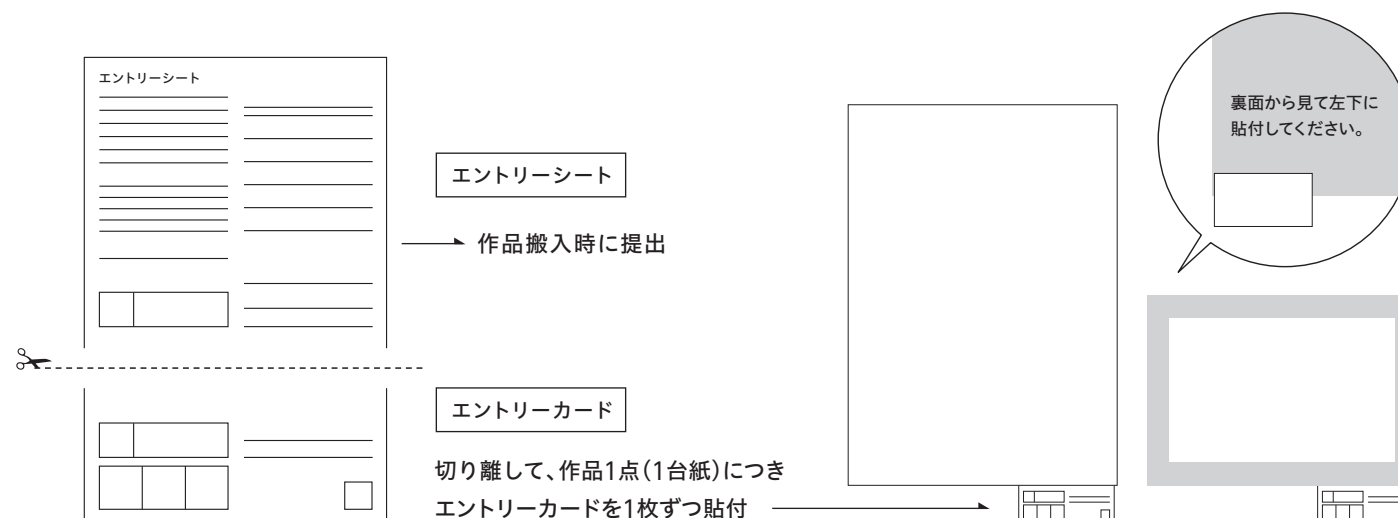 エントリーシート
エントリーシート
作品搬入時に提出
エントリーカード
切り離して、作品1点(1台紙)につき
エントリーカードを1枚ずつ貼付
裏面から見て左下に
貼付してください。